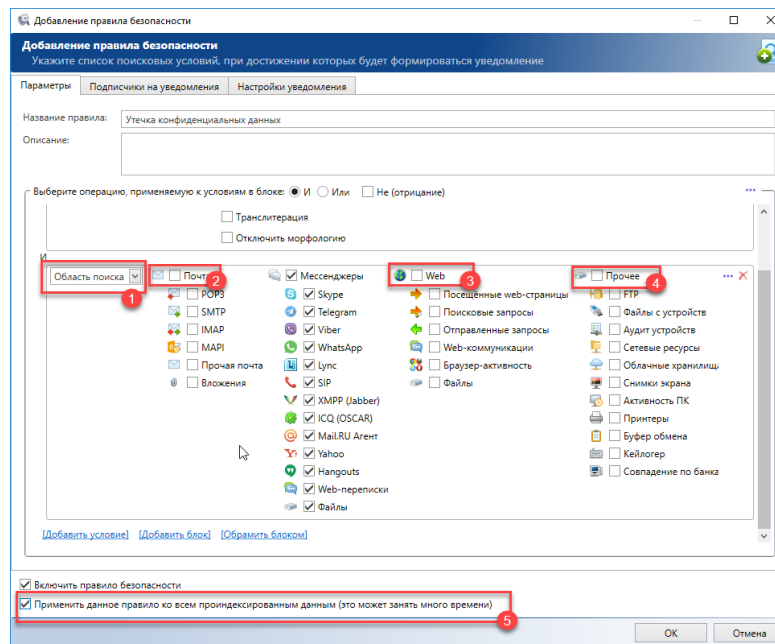 Добавление правила безопасности
Добавление правила безопасности
Укажите список поисковых условий, при достижении которых будет формироваться уведомление
Параметры Подписчики на уведомления Настройки уведомления
Название правила: Утечка конфиденциальных данных
Описание:
Выберите операцию, применяемую к условиям в блоке: И Или Не (отрицание)
Транслитерация
Отключить морфологию
И
Область поиска Почта Мессенджеры Web Прочее
1 2 3 4
POP3 Skype Посещённые web-страницы FTP
SMTP Telegram Поисковые запросы Файлы с устройств
IMAP Viber Отправленные запросы Аудит устройств
MAPI WhatsApp Web-коммуникации Сетевые ресурсы
Прочая почта Lync Браузер-активность Облачные хранилищ
Вложения SIP Файлы Снимки экрана
XMPP (Jabber) Активность ПК
ICQ (OSCAR) Принтеры
Mail.RU Агент Буфер обмена
Yahoo Кейлогер
Hangouts Совпадение по банка
Web-переписки
Файлы
[Добавить условие] [Добавить блок] [Обрамить блоком]
Включить правило безопасности
Применить данное правило ко всем проиндексированным данным (это может занять много времени)
5
OK Отмена